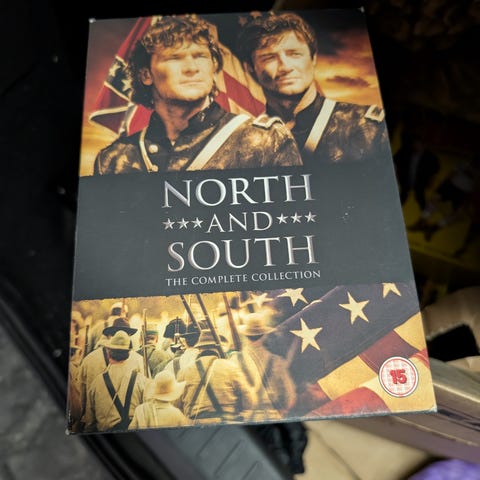 NORTH
AND
SOUTH
THE COMPLETE COLLECTION
15